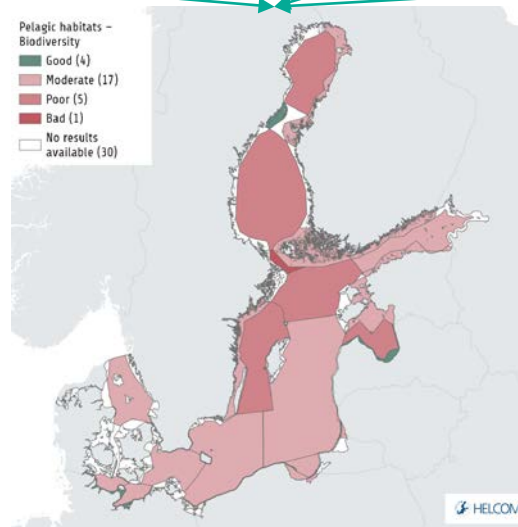 Pelagic habitats –
Biodiversity
Good (4)
Moderate (17)
Poor (5)
Bad (1)
No results
available (30)
HELCOM